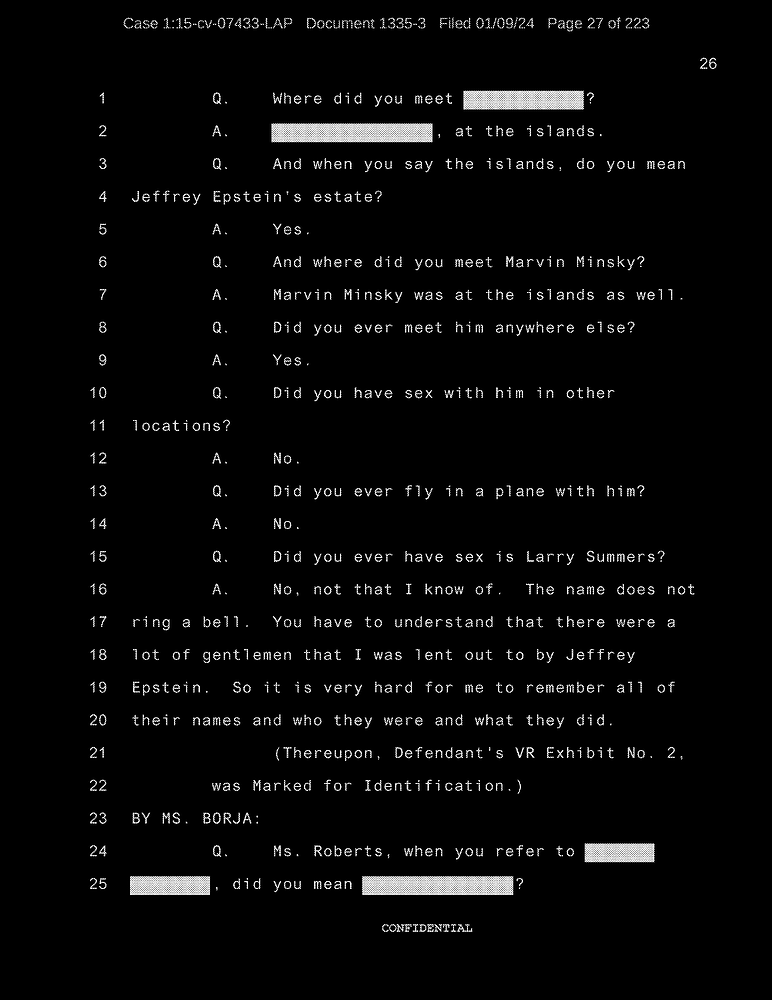 Case 1:15-cv-07433-LAP Document 1335-3 Filed 01/09/24 Page 27 of 223
26
1 Q. Where did you meet ?
2 A. , at the islands.
3 Q. And when you say the islands, do you mean
4 Jeffrey Epstein's estate?
5 A. Yes.
6 Q. And where did you meet Marvin Minsky?
7 A. Marvin Minsky was at the islands as well.
8 Q. Did you ever meet him anywhere else?
9 A. Yes.
10 Q. Did you have sex with him in other
11 locations?
12 A. No.
13 Q. Did you ever fly in a plane with him?
14 A. No.
15 Q. Did you ever have sex is Larry Summers?
16 A. No, not that I know of. The name does not
17 ring a bell. You have to understand that there were a
18 lot of gentlemen that I was lent out to by Jeffrey
19 Epstein. So it is very hard for me to remember all of
20 their names and who they were and what they did.
21 (Thereupon, Defendant's VR Exhibit No. 2,
22 was Marked for Identification.)
23 BY MS. BORJA:
24 Q. Ms. Roberts, when you refer to
25 , did you mean ?
CONFIDENTIAL